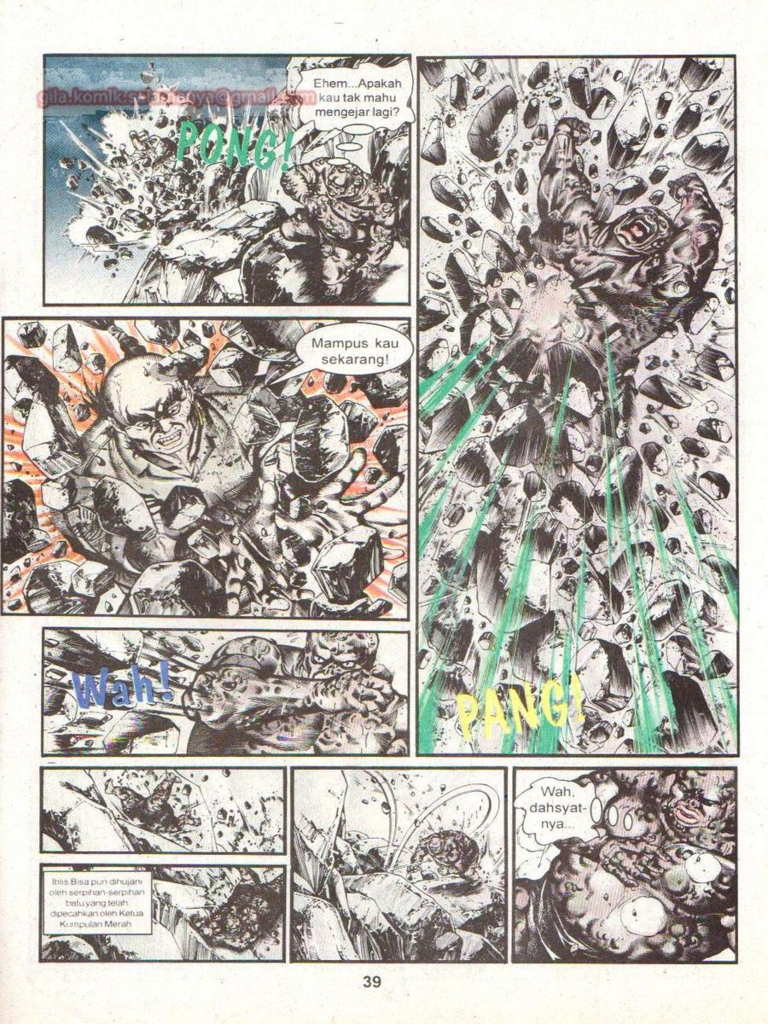 Ehem...Apakah
kau tak mahu
mengejar lagi?
PONG!
Mampus kau
sekarang!
PANG!
Wah!
Iblis Bisa pun dihujani
oleh serpihan-serpihan
batu yang telah
dipecahkan oleh Ketua
Kumpulan Merah
Wah,
dahsyat-
nya...
39